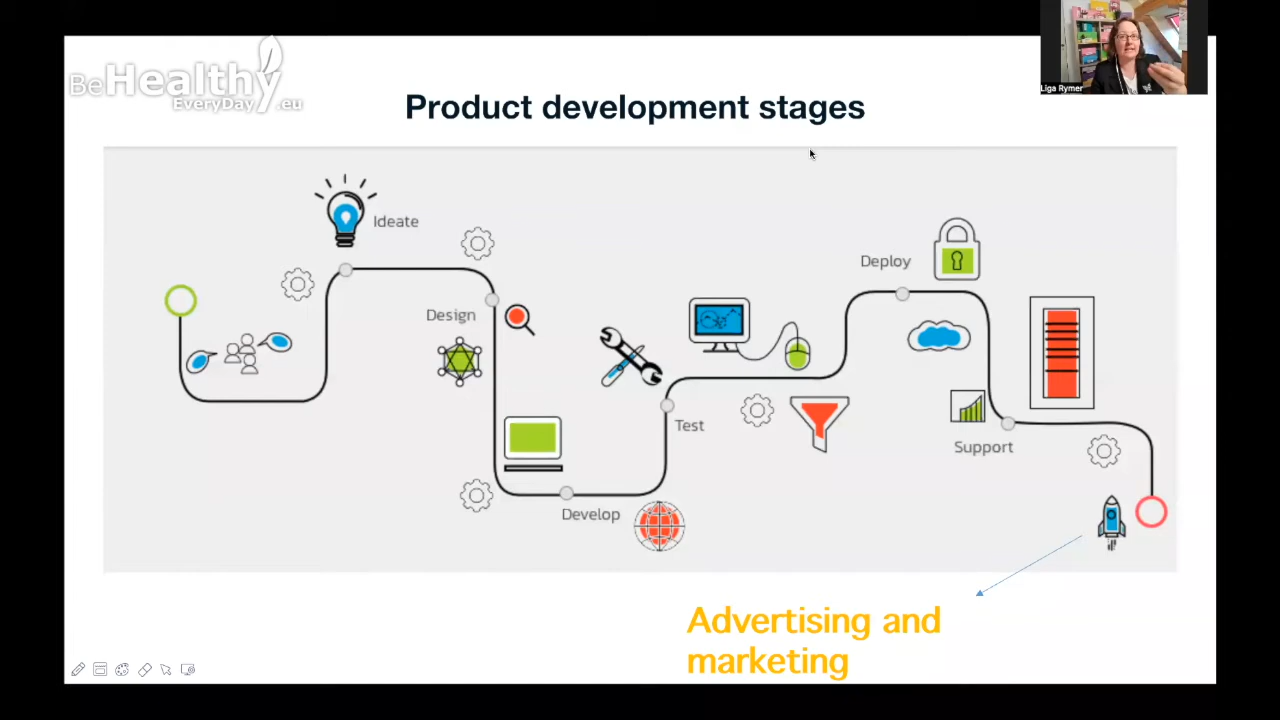 BeHealthy
EveryDay.eu
Liga Rymer
Product development stages
Ideate
Design
Develop
Test
Deploy
Support
Advertising and
marketing